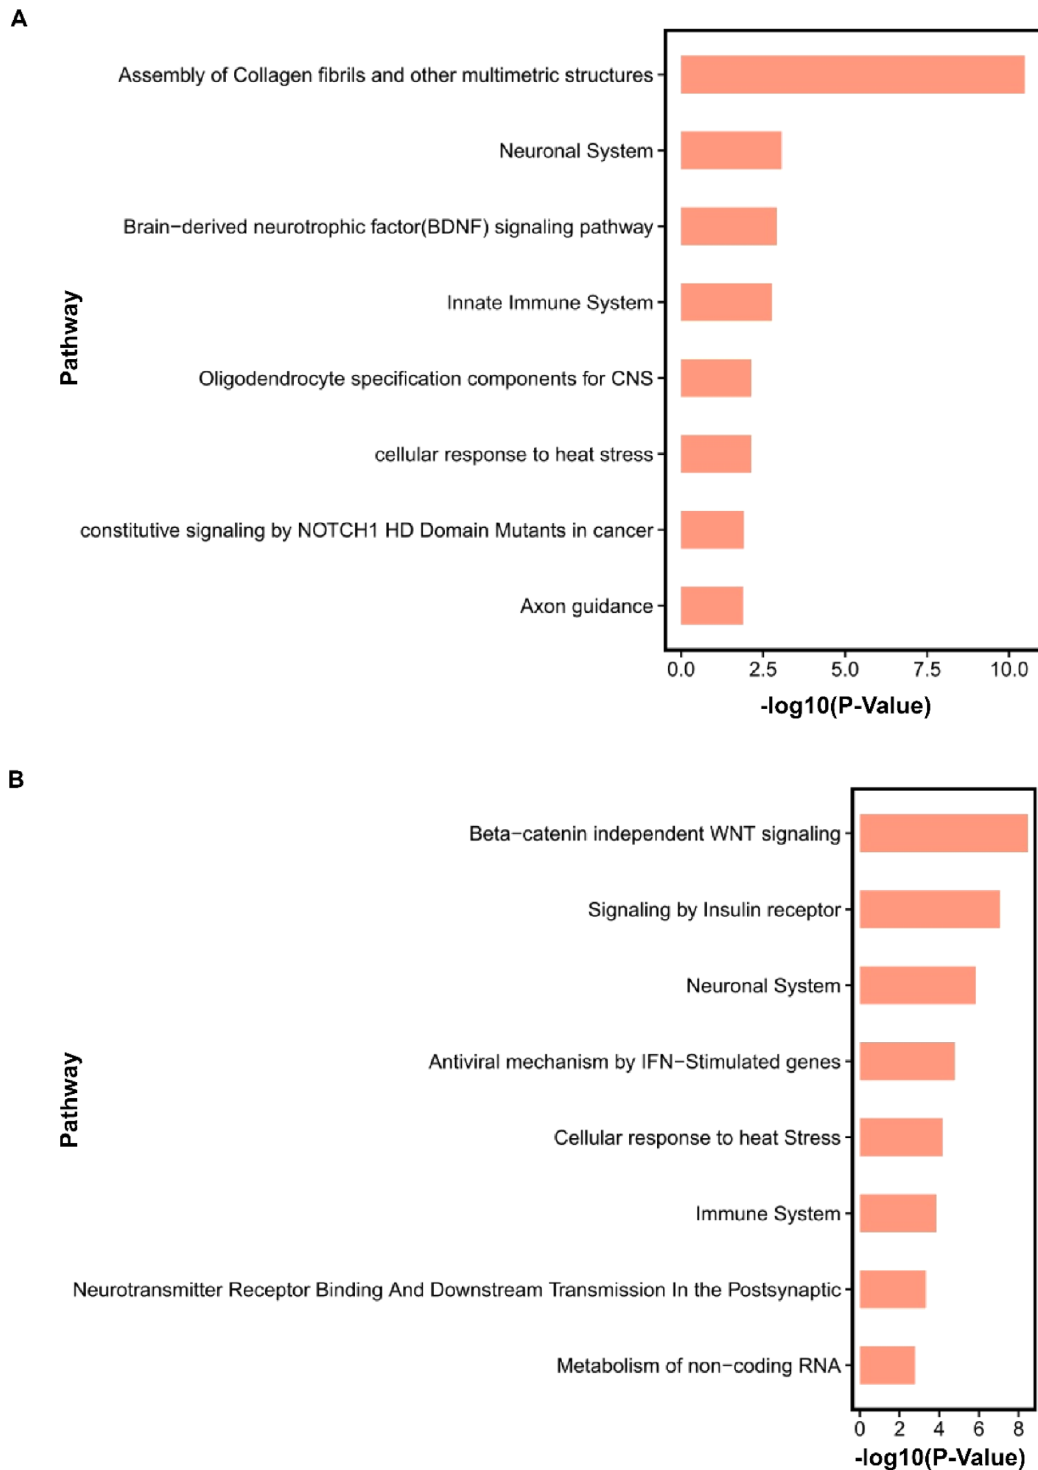 A
Assembly of Collagen fibrils and other multimetric structures
Neuronal System
Brain−derived neurotrophic factor(BDNF) signaling pathway
Innate Immune System
Oligodendrocyte specification components for CNS
cellular response to heat stress
constitutive signaling by NOTCH1 HD Domain Mutants in cancer
Axon guidance
Pathway
0.0 2.5 5.0 7.5 10.0
-log10(P-Value)
B
Beta−catenin independent WNT signaling
Signaling by Insulin receptor
Neuronal System
Antiviral mechanism by IFN−Stimulated genes
Cellular response to heat Stress
Immune System
Neurotransmitter Receptor Binding And Downstream Transmission In the Postsynaptic
Metabolism of non−coding RNA
Pathway
0 2 4 6 8
-log10(P-Value)